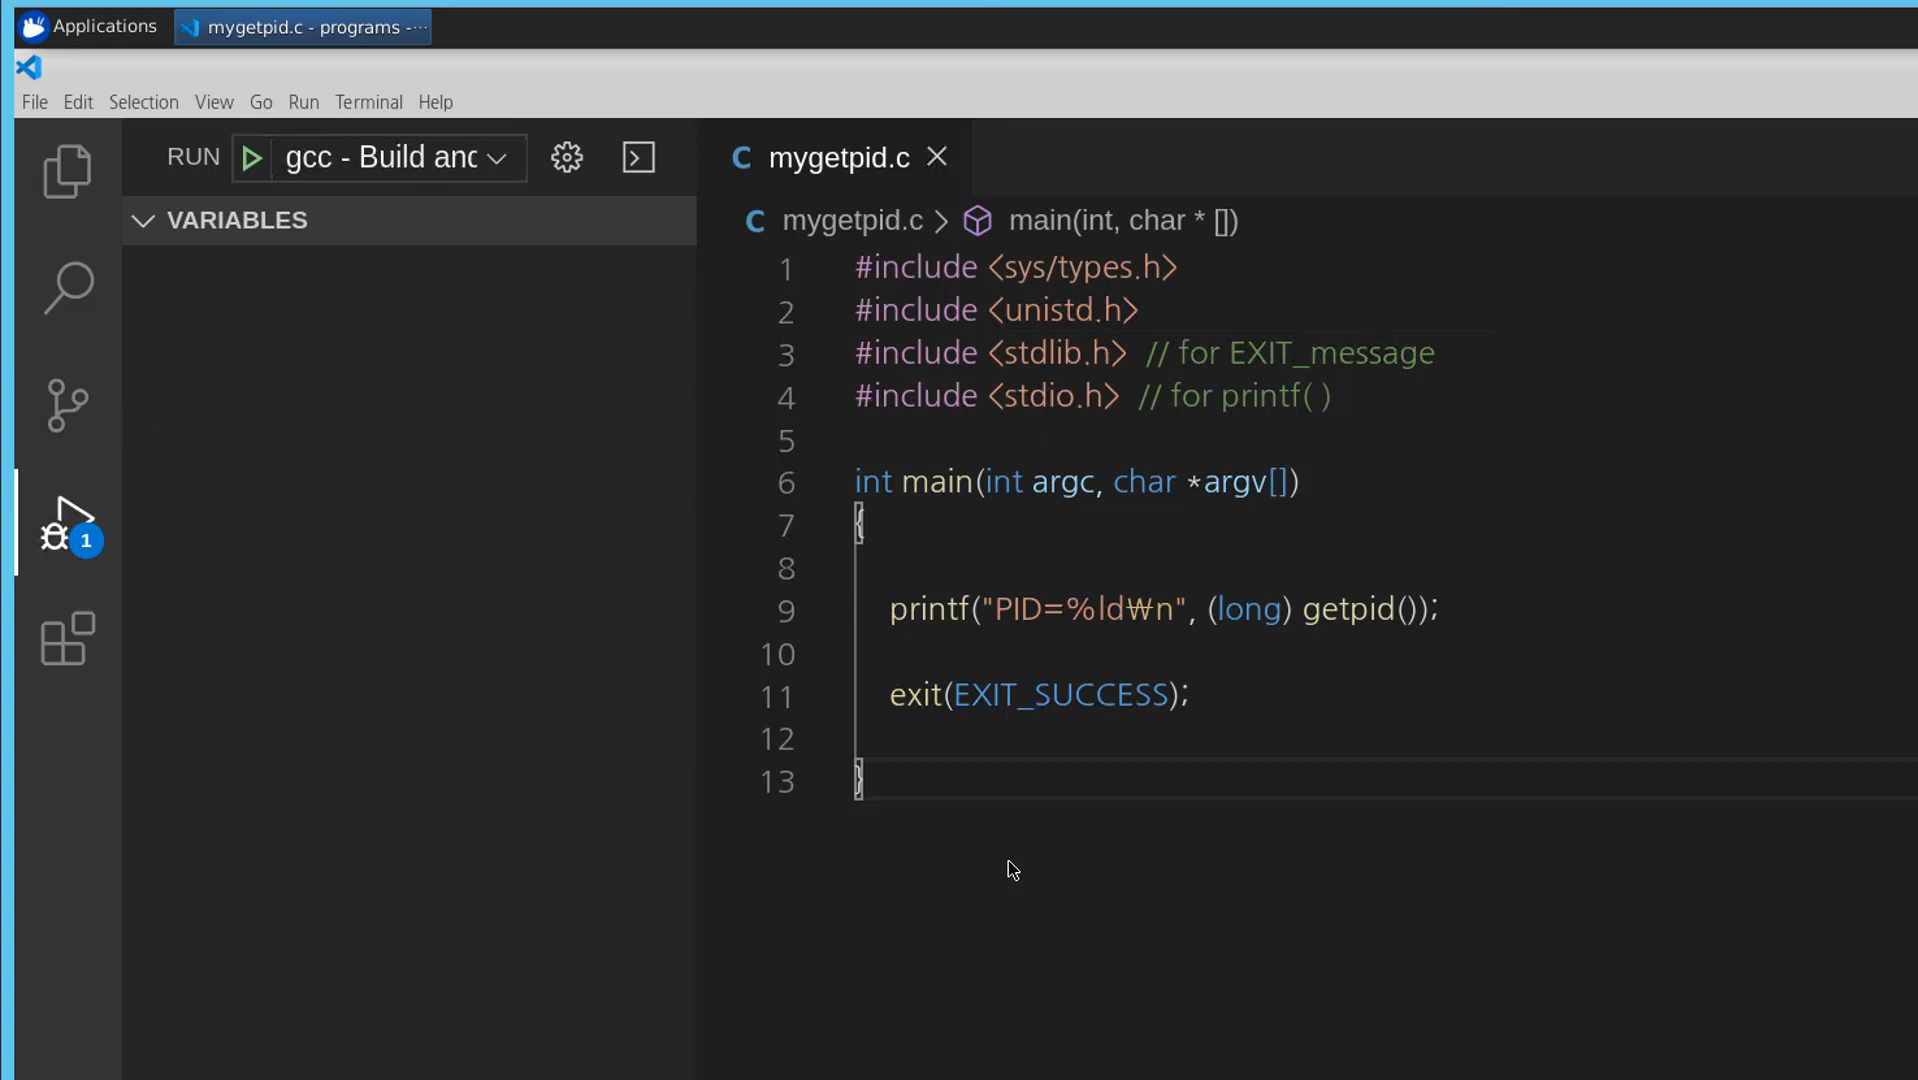 Applications
mygetpid.c - programs -···
File Edit Selection View Go Run Terminal Help
RUN gcc - Build and
VARIABLES
C mygetpid.c
C mygetpid.c > main(int, char * [])
1 #include <sys/types.h>
2 #include <unistd.h>
3 #include <stdlib.h> // for EXIT_message
4 #include <stdio.h> // for printf( )
5
6 int main(int argc, char *argv[])
7 {
8
9 printf("PID=%ld₩n", (long) getpid());
10
11 exit(EXIT_SUCCESS);
12
13 }
1